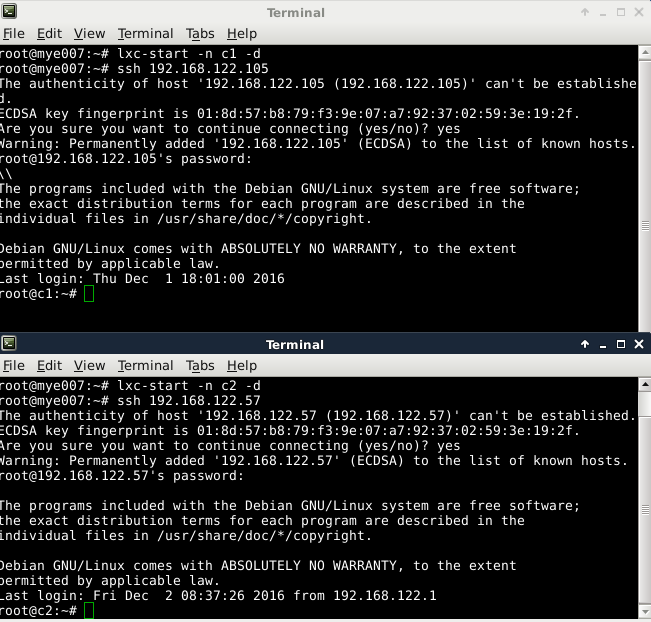 Terminal
File Edit View Terminal Tabs Help
root@mye007:~# lxc-start -n c1 -d
root@mye007:~# ssh 192.168.122.105
The authenticity of host '192.168.122.105 (192.168.122.105)' can't be establishe
d.
ECDSA key fingerprint is 01:8d:57:b8:79:f3:9e:07:a7:92:37:02:59:3e:19:2f.
Are you sure you want to continue connecting (yes/no)? yes
Warning: Permanently added '192.168.122.105' (ECDSA) to the list of known hosts.
root@192.168.122.105's password:
\\
The programs included with the Debian GNU/Linux system are free software;
the exact distribution terms for each program are described in the
individual files in /usr/share/doc/*/copyright.
Debian GNU/Linux comes with ABSOLUTELY NO WARRANTY, to the extent
permitted by applicable law.
Last login: Thu Dec  1 18:01:00 2016
root@c1:~#
Terminal
File Edit View Terminal Tabs Help
root@mye007:~# lxc-start -n c2 -d
root@mye007:~# ssh 192.168.122.57
The authenticity of host '192.168.122.57 (192.168.122.57)' can't be established.
ECDSA key fingerprint is 01:8d:57:b8:79:f3:9e:07:a7:92:37:02:59:3e:19:2f.
Are you sure you want to continue connecting (yes/no)? yes
Warning: Permanently added '192.168.122.57' (ECDSA) to the list of known hosts.
root@192.168.122.57's password:
The programs included with the Debian GNU/Linux system are free software;
the exact distribution terms for each program are described in the
individual files in /usr/share/doc/*/copyright.
Debian GNU/Linux comes with ABSOLUTELY NO WARRANTY, to the extent
permitted by applicable law.
Last login: Fri Dec  2 08:37:26 2016 from 192.168.122.1
root@c2:~#